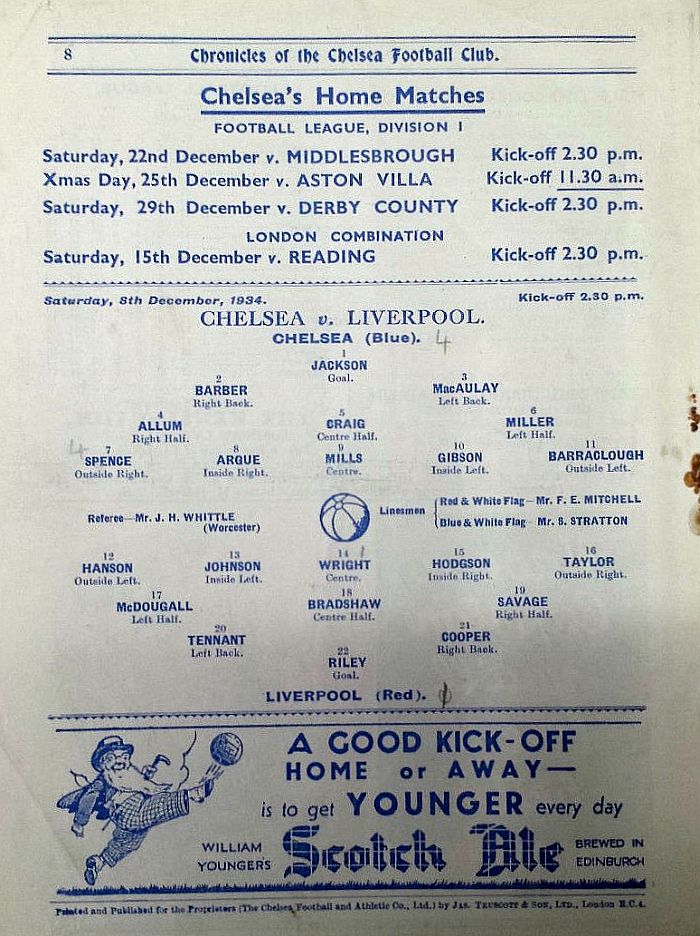 8 Chronicles of the Chelsea Football Club.
Chelsea's Home Matches
FOOTBALL LEAGUE, DIVISION I
Saturday, 22nd December v. MIDDLESBROUGH Kick-off 2.30 p.m.
Xmas Day, 25th December v. ASTON VILLA Kick-off 11.30 a.m.
Saturday, 29th December v. DERBY COUNTY Kick-off 2.30 p.m.
LONDON COMBINATION
Saturday, 15th December v. READING Kick-off 2.30 p.m.
Saturday, 8th December, 1934. Kick-off 2.30 p.m.
CHELSEA v. LIVERPOOL.
CHELSEA (Blue). 4
1
JACKSON
Goal.
2 3
BARBER MacAULAY
Right Back. Left Back.
4 5 6
ALLUM CRAIG MILLER
Right Half. Centre Half. Left Half.
4
7 8 9 10 11
SPENCE ARGUE MILLS GIBSON BARRACLOUGH
Outside Right. Inside Right. Centre. Inside Left. Outside Left.
Referee—Mr. J. H. WHITTLE
(Worcester)
Linesmen
Red & White Flag—Mr. F. E. MITCHELL
Blue & White Flag—Mr. S. STRATTON
12 13 14 1 15 16
HANSON JOHNSON WRIGHT HODGSON TAYLOR
Outside Left. Inside Left. Centre. Inside Right. Outside Right.
17 18 19
McDOUGALL BRADSHAW SAVAGE
Left Half. Centre Half. Right Half.
20 21
TENNANT COOPER
Left Back. Right Back.
22
RILEY
Goal.
LIVERPOOL (Red).
A GOOD KICK-OFF
HOME or AWAY—
is to get YOUNGER every day
WILLIAM YOUNGER'S Scotch Ale BREWED IN EDINBURGH
Printed and Published for the Proprietors (The Chelsea Football and Athletic Co., Ltd.) by JAS. TRUSCOTT & SON, LTD., London E.C.4.